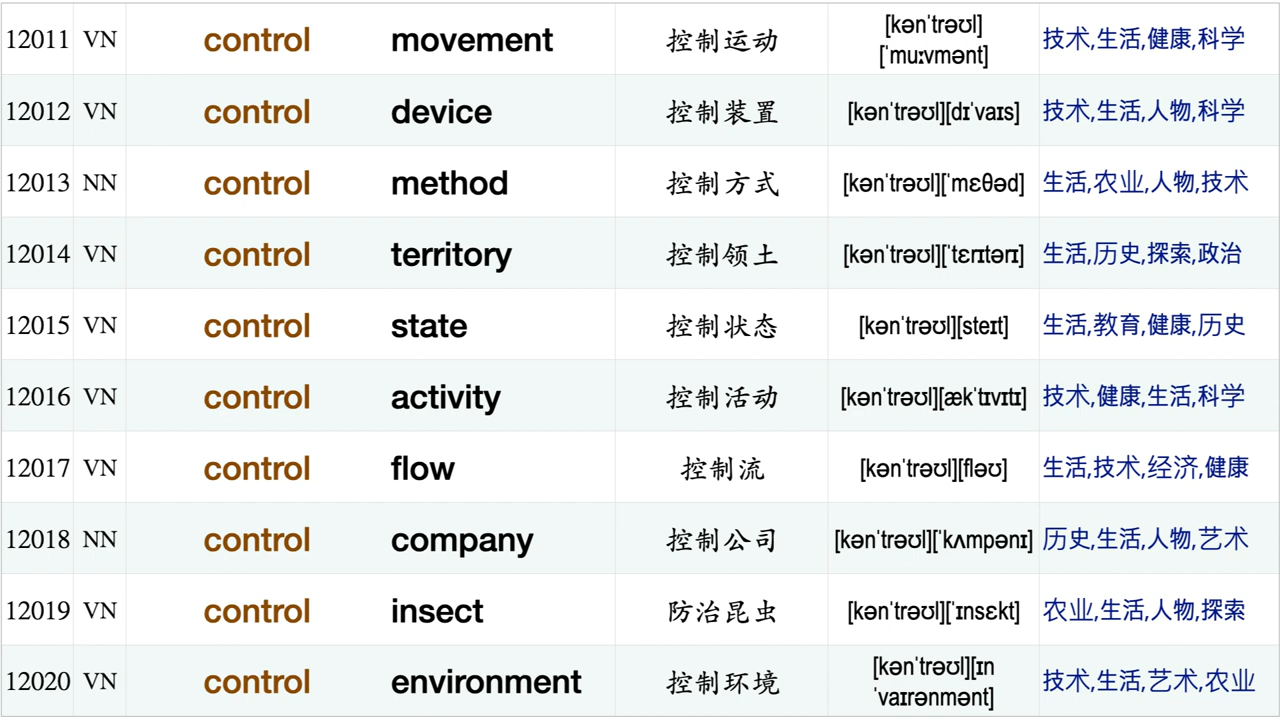 12011 VN control movement 控制运动 [kənˈtrəʊl] [ˈmuːvmənt] 技术,生活,健康,科学
12012 VN control device 控制装置 [kənˈtrəʊl][dɪˈvaɪs] 技术,生活,人物,科学
12013 NN control method 控制方式 [kənˈtrəʊl][ˈmɛθəd] 生活,农业,人物,技术
12014 VN control territory 控制领土 [kənˈtrəʊl][ˈtɛrɪtərɪ] 生活,历史,探索,政治
12015 VN control state 控制状态 [kənˈtrəʊl][steɪt] 生活,教育,健康,历史
12016 VN control activity 控制活动 [kənˈtrəʊl][ækˈtɪvɪtɪ] 技术,健康,生活,科学
12017 VN control flow 控制流 [kənˈtrəʊl][fləʊ] 生活,技术,经济,健康
12018 NN control company 控制公司 [kənˈtrəʊl][ˈkʌmpənɪ] 历史,生活,人物,艺术
12019 VN control insect 防治昆虫 [kənˈtrəʊl][ˈɪnsɛkt] 农业,生活,人物,探索
12020 VN control environment 控制环境 [kənˈtrəʊl][ɪn ˈvaɪrənmənt] 技术,生活,艺术,农业